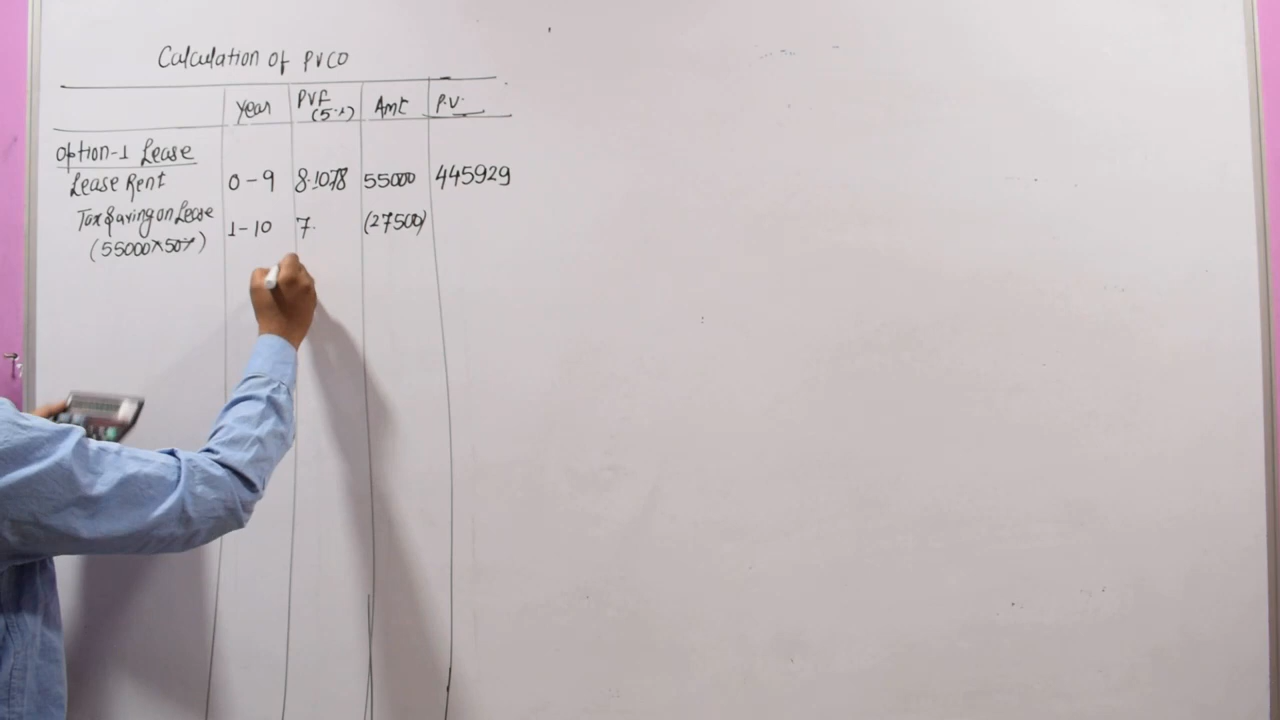 Calculation of PVCO
Year PVF (5%) Amt P.V.
Option-1 Lease
Lease Rent 0-9 8.1078 55000 445929
Tax Saving on Lease 1-10 7. (27500)
(55000×50%)